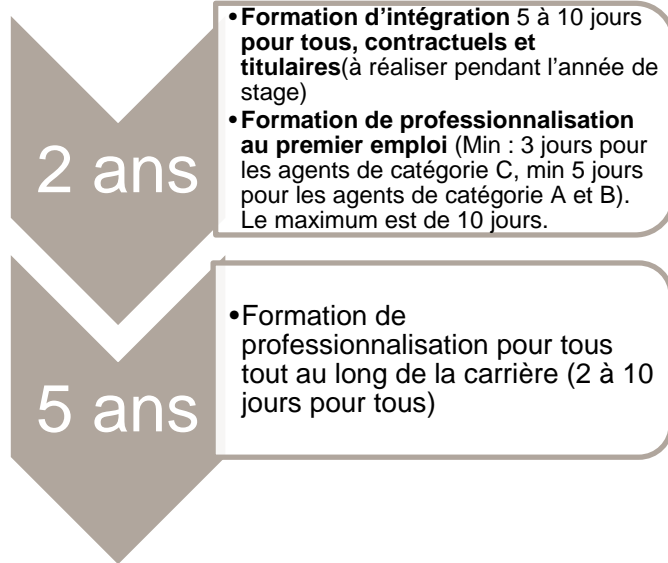 2 ans
•Formation d’intégration 5 à 10 jours
pour tous, contractuels et
titulaires(à réaliser pendant l’année de
stage)
•Formation de professionnalisation
au premier emploi (Min : 3 jours pour
les agents de catégorie C, min 5 jours
pour les agents de catégorie A et B).
Le maximum est de 10 jours.
5 ans
•Formation de
professionnalisation pour tous
tout au long de la carrière (2 à 10
jours pour tous)